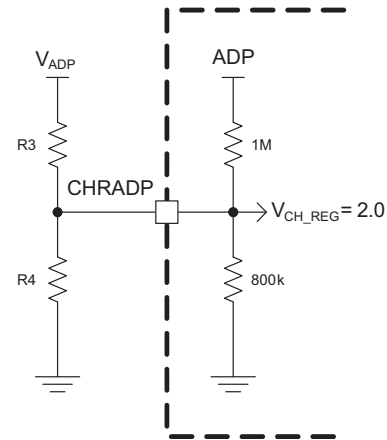 V_ADP
ADP
R3
1M
CHRADP
V_CH_REG = 2.0
R4
800k